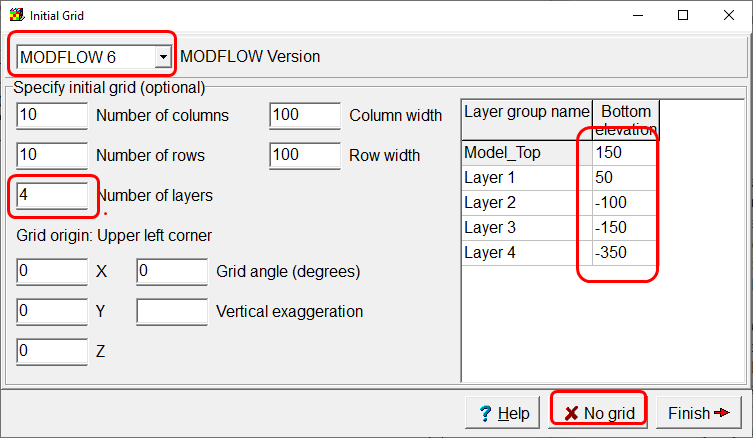 Initial Grid
MODFLOW 6 MODFLOW Version
Specify initial grid (optional)
10 Number of columns 100 Column width
10 Number of rows 100 Row width
4 Number of layers
Grid origin: Upper left corner
0 X 0 Grid angle (degrees)
0 Y Vertical exaggeration
0 Z
Layer group name Bottom
elevation
Model_Top 150
Layer 1 50
Layer 2 -100
Layer 3 -150
Layer 4 -350
? Help No grid Finish